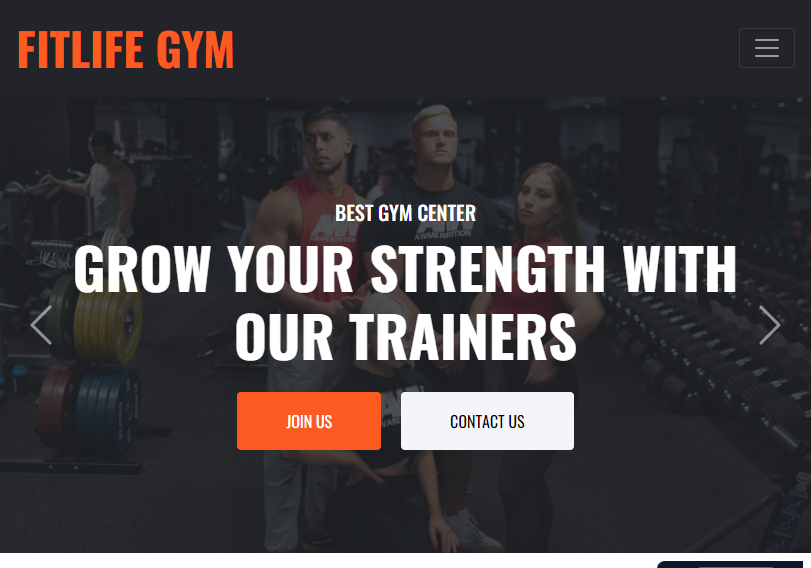 FITLIFE GYM
BEST GYM CENTER
GROW YOUR STRENGTH WITH
OUR TRAINERS
JOIN US
CONTACT US